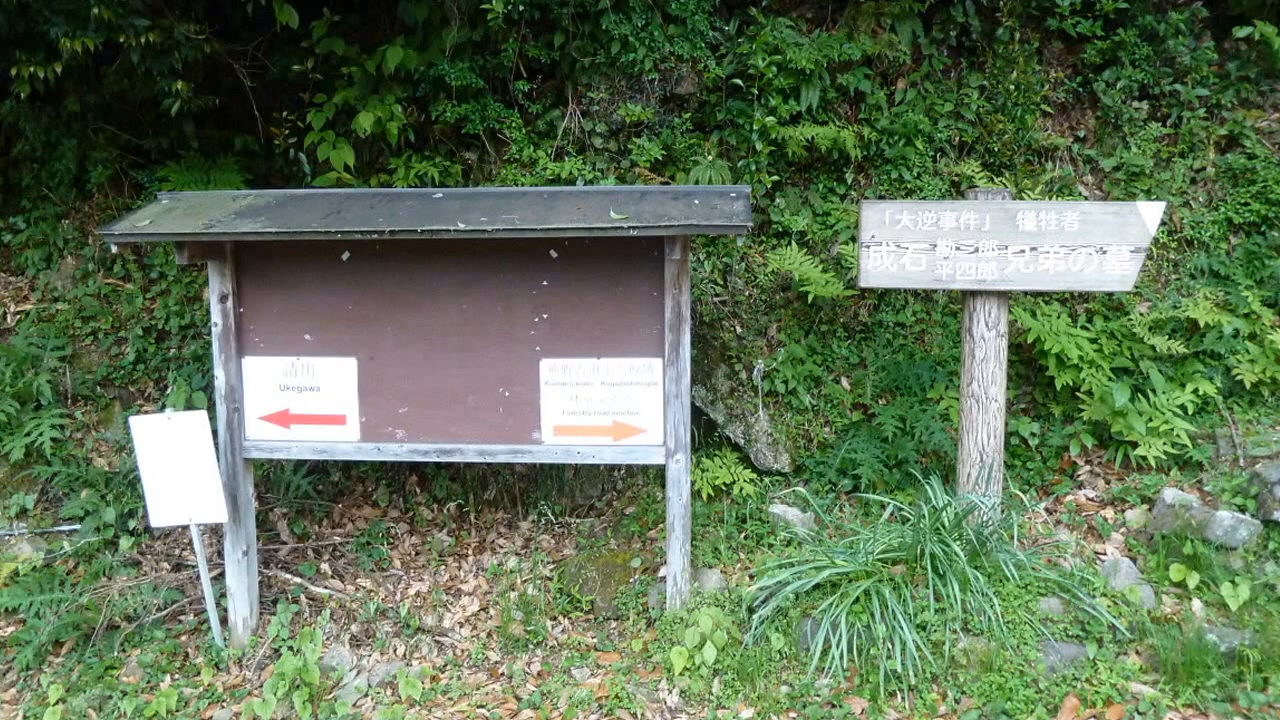 請川
Ukegawa
Forestry road junction
「大逆事件」 犠牲者
成石 勘三郎 兄弟の墓
平四郎